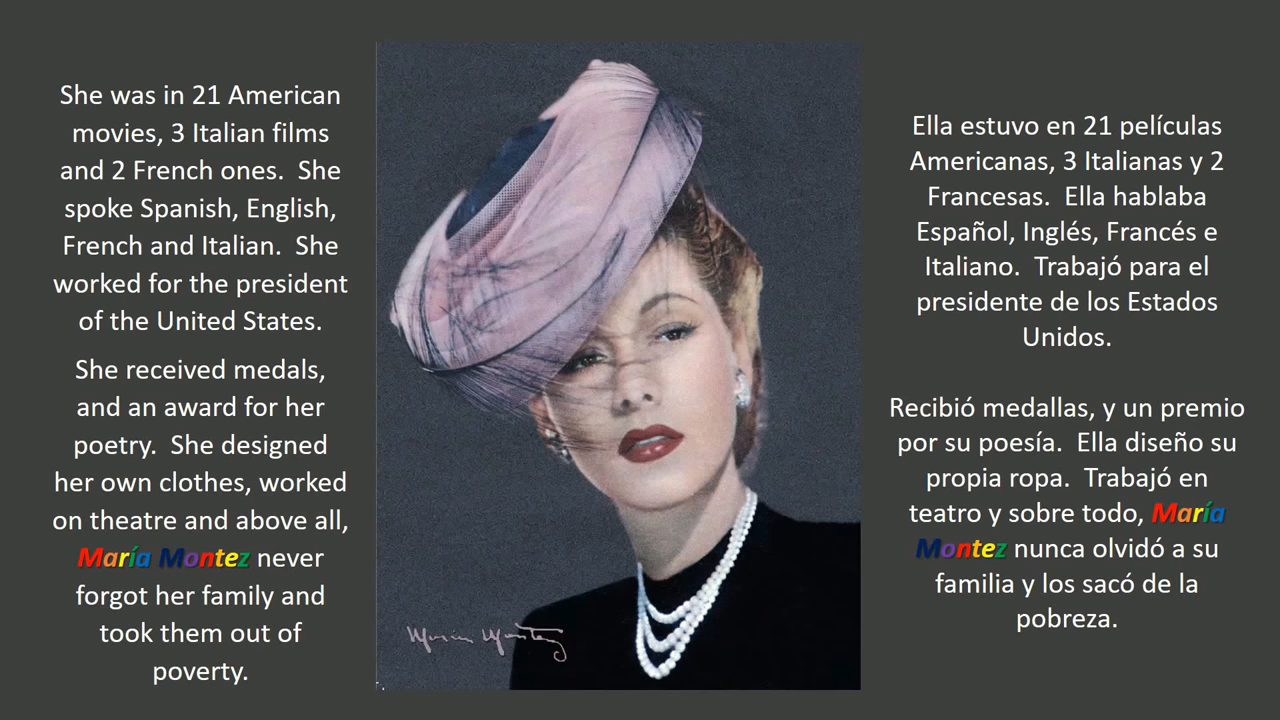 She was in 21 American
movies, 3 Italian films
and 2 French ones.  She
spoke Spanish, English,
French and Italian.  She
worked for the president
of the United States.
She received medals,
and an award for her
poetry.  She designed
her own clothes, worked
on theatre and above all,
María Montez never
forgot her family and
took them out of
poverty.
Maria Montez
Ella estuvo en 21 películas
Americanas, 3 Italianas y 2
Francesas.  Ella hablaba
Español, Inglés, Francés e
Italiano.  Trabajó para el
presidente de los Estados
Unidos.
Recibió medallas, y un premio
por su poesía.  Ella diseño su
propia ropa.  Trabajó en
teatro y sobre todo, María
Montez nunca olvidó a su
familia y los sacó de la
pobreza.